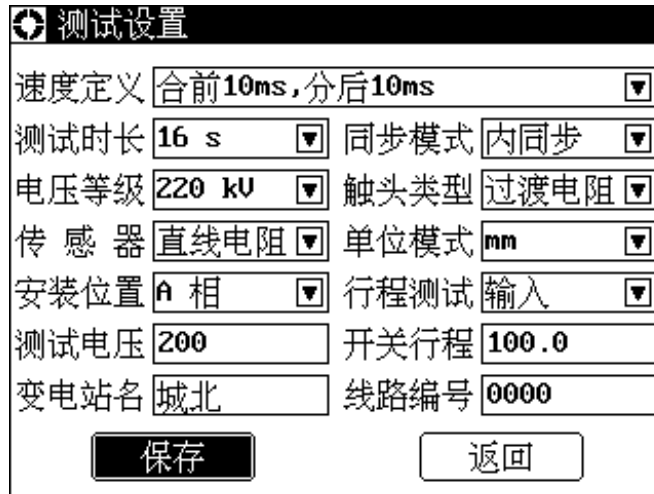 测试设置
速度定义 合前10ms,分后10ms
测试时长 16 s 同步模式 内同步
电压等级 220 kV 触头类型 过渡电阻
传 感 器 直线电阻 单位模式 mm
安装位置 A 相 行程测试 输入
测试电压 200 开关行程 100.0
变电站名 城北 线路编号 0000
保存 返回